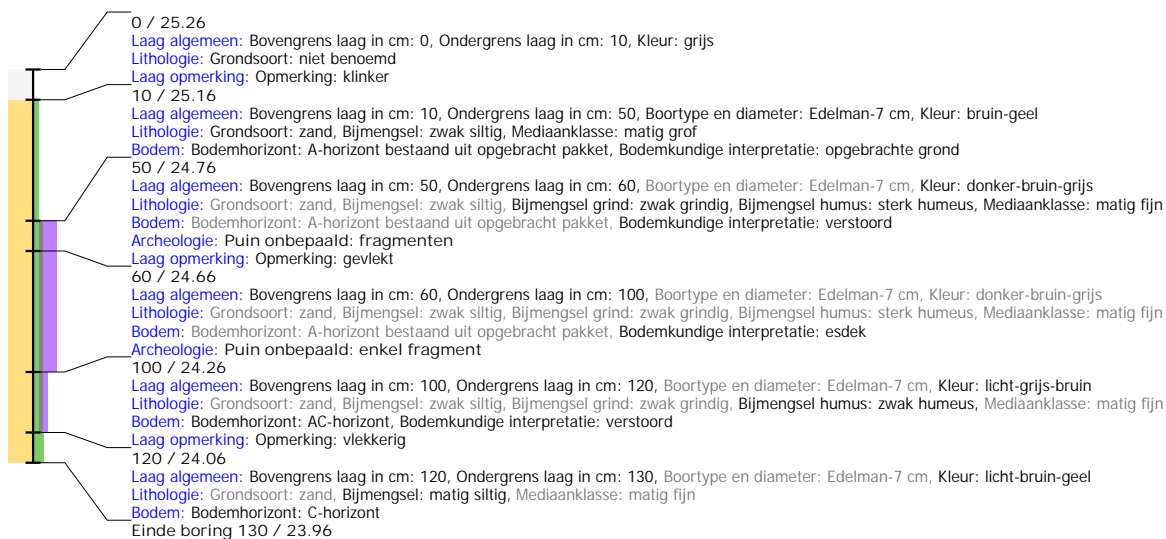 0 / 25.26
Laag algemeen: Bovengrens laag in cm: 0, Ondergrens laag in cm: 10, Kleur: grijs
Lithologie: Grondsoort: niet benoemd
Laag opmerking: Opmerking: klinker
10 / 25.16
Laag algemeen: Bovengrens laag in cm: 10, Ondergrens laag in cm: 50, Boortype en diameter: Edelman-7 cm, Kleur: bruin-geel
Lithologie: Grondsoort: zand, Bijmengsel: zwak siltig, Mediaanklasse: matig grof
Bodem: Bodemhorizont: A-horizont bestaand uit opgebracht pakket, Bodemkundige interpretatie: opgebrachte grond
50 / 24.76
Laag algemeen: Bovengrens laag in cm: 50, Ondergrens laag in cm: 60, Boortype en diameter: Edelman-7 cm, Kleur: donker-bruin-grijs
Lithologie: Grondsoort: zand, Bijmengsel: zwak siltig, Bijmengsel grind: zwak grindig, Bijmengsel humus: sterk humeus, Mediaanklasse: matig fijn
Bodem: Bodemhorizont: A-horizont bestaand uit opgebracht pakket, Bodemkundige interpretatie: verstoord
Archeologie: Puin onbepaald: fragmenten
Laag opmerking: Opmerking: gevlekt
60 / 24.66
Laag algemeen: Bovengrens laag in cm: 60, Ondergrens laag in cm: 100, Boortype en diameter: Edelman-7 cm, Kleur: donker-bruin-grijs
Lithologie: Grondsoort: zand, Bijmengsel: zwak siltig, Bijmengsel grind: zwak grindig, Bijmengsel humus: sterk humeus, Mediaanklasse: matig fijn
Bodem: Bodemhorizont: A-horizont bestaand uit opgebracht pakket, Bodemkundige interpretatie: esdek
Archeologie: Puin onbepaald: enkel fragment
100 / 24.26
Laag algemeen: Bovengrens laag in cm: 100, Ondergrens laag in cm: 120, Boortype en diameter: Edelman-7 cm, Kleur: licht-grijs-bruin
Lithologie: Grondsoort: zand, Bijmengsel: zwak siltig, Bijmengsel grind: zwak grindig, Bijmengsel humus: zwak humeus, Mediaanklasse: matig fijn
Bodem: Bodemhorizont: AC-horizont, Bodemkundige interpretatie: verstoord
Laag opmerking: Opmerking: vlekkerig
120 / 24.06
Laag algemeen: Bovengrens laag in cm: 120, Ondergrens laag in cm: 130, Boortype en diameter: Edelman-7 cm, Kleur: licht-bruin-geel
Lithologie: Grondsoort: zand, Bijmengsel: matig siltig, Mediaanklasse: matig fijn
Bodem: Bodemhorizont: C-horizont
Einde boring 130 / 23.96